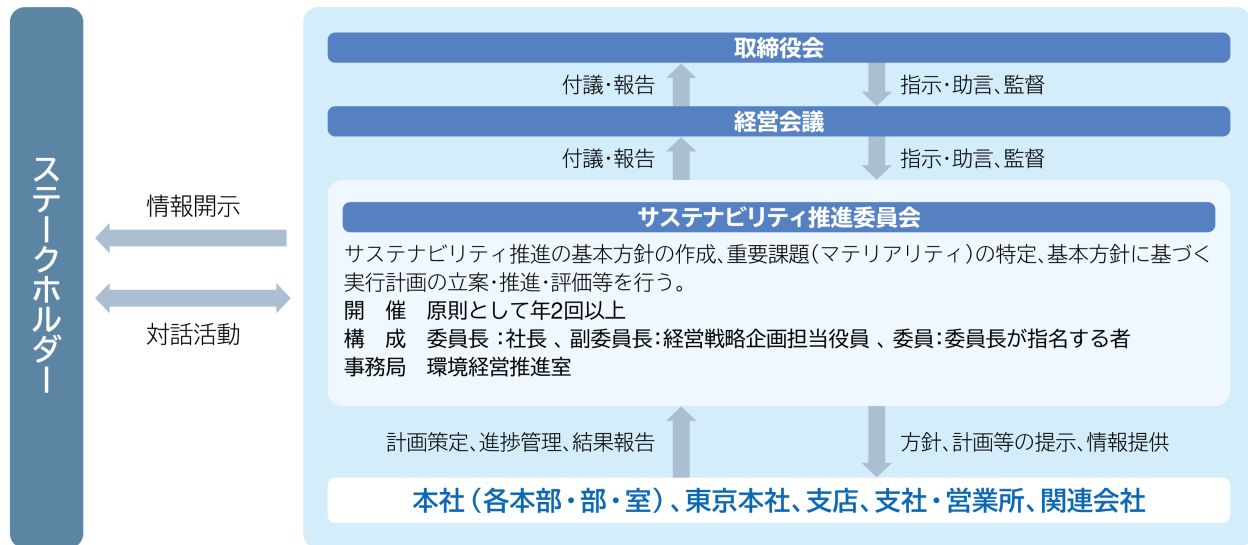 ステークホルダー
情報開示
対話活動
取締役会
付議・報告
指示・助言、監督
経営会議
付議・報告
指示・助言、監督
サステナビリティ推進委員会
サステナビリティ推進の基本方針の作成、重要課題(マテリアリティ)の特定、基本方針に基づく
実行計画の立案・推進・評価等を行う。
開　催　原則として年2回以上
構　成　委員長：社長 、副委員長：経営戦略企画担当役員 、委員：委員長が指名する者
事務局　環境経営推進室
計画策定、進捗管理、結果報告
方針、計画等の提示、情報提供
本社(各本部・部・室)、東京本社、支店、支社・営業所、関連会社